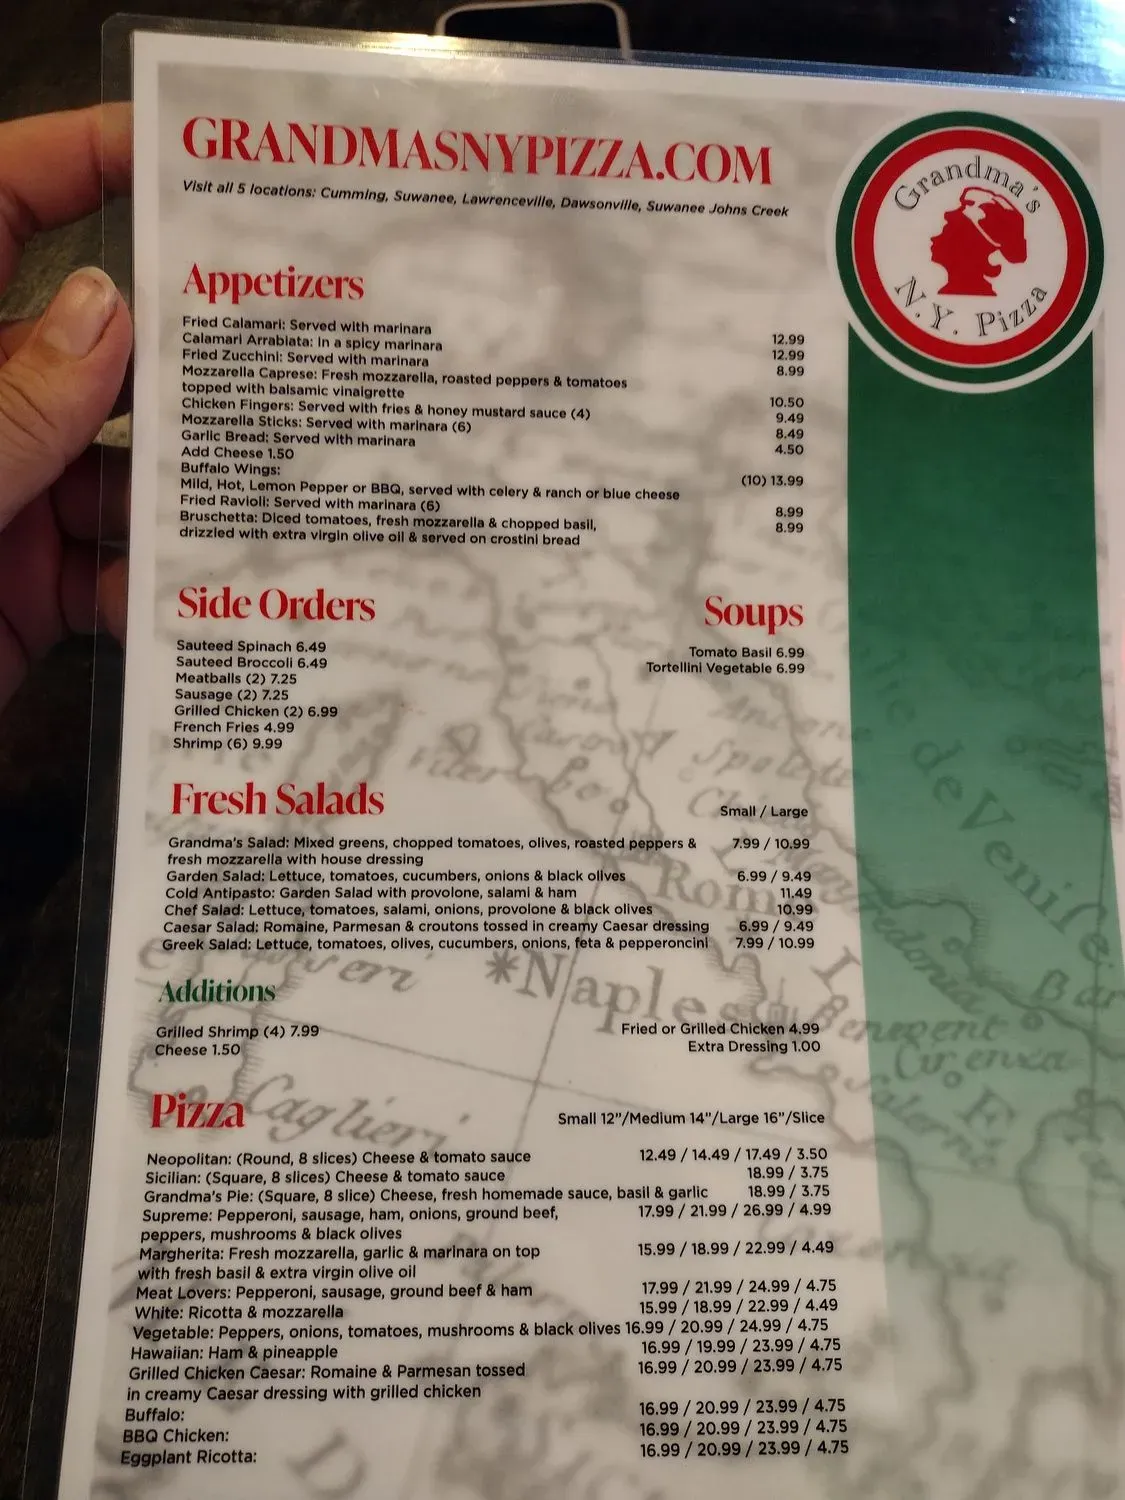 GRANDMASNYPIZZA.COM
Visit all 5 locations: Cumming, Suwanee, Lawrenceville, Dawsonville, Suwanee Johns Creek
Grandma's
N.Y. Pizza
Appetizers
Fried Calamari: Served with marinara 12.99
Calamari Arrabiata: In a spicy marinara 12.99
Fried Zucchini: Served with marinara 8.99
Mozzarella Caprese: Fresh mozzarella, roasted peppers & tomatoes
topped with balsamic vinaigrette 10.50
Chicken Fingers: Served with fries & honey mustard sauce (4) 9.49
Mozzarella Sticks: Served with marinara (6) 8.49
Garlic Bread: Served with marinara 4.50
Add Cheese 1.50
Buffalo Wings: (10) 13.99
Mild, Hot, Lemon Pepper or BBQ, served with celery & ranch or blue cheese
Fried Ravioli: Served with marinara (6) 8.99
Bruschetta: Diced tomatoes, fresh mozzarella & chopped basil, 8.99
drizzled with extra virgin olive oil & served on crostini bread
Side Orders
Sauteed Spinach 6.49
Sauteed Broccoli 6.49
Meatballs (2) 7.25
Sausage (2) 7.25
Grilled Chicken (2) 6.99
French Fries 4.99
Shrimp (6) 9.99
Soups
Tomato Basil 6.99
Tortellini Vegetable 6.99
Fresh Salads
Small / Large
Grandma's Salad: Mixed greens, chopped tomatoes, olives, roasted peppers & 7.99 / 10.99
fresh mozzarella with house dressing
Garden Salad: Lettuce, tomatoes, cucumbers, onions & black olives 6.99 / 9.49
Cold Antipasto: Garden Salad with provolone, salami & ham 11.49
Chef Salad: Lettuce, tomatoes, salami, onions, provolone & black olives 10.99
Caesar Salad: Romaine, Parmesan & croutons tossed in creamy Caesar dressing 6.99 / 9.49
Greek Salad: Lettuce, tomatoes, olives, cucumbers, onions, feta & pepperoncini 7.99 / 10.99
Additions
Grilled Shrimp (4) 7.99
Cheese 1.50
Fried or Grilled Chicken 4.99
Extra Dressing 1.00
Pizza
Small 12"/Medium 14"/Large 16"/Slice
Neopolitan: (Round, 8 slices) Cheese & tomato sauce 12.49 / 14.49 / 17.49 / 3.50
Sicilian: (Square, 8 slices) Cheese & tomato sauce 18.99 / 3.75
Grandma's Pie: (Square, 8 slice) Cheese, fresh homemade sauce, basil & garlic 18.99 / 3.75
Supreme: Pepperoni, sausage, ham, onions, ground beef, 17.99 / 21.99 / 26.99 / 4.99
peppers, mushrooms & black olives
Margherita: Fresh mozzarella, garlic & marinara on top 15.99 / 18.99 / 22.99 / 4.49
with fresh basil & extra virgin olive oil
Meat Lovers: Pepperoni, sausage, ground beef & ham 17.99 / 21.99 / 24.99 / 4.75
White: Ricotta & mozzarella 15.99 / 18.99 / 22.99 / 4.49
Vegetable: Peppers, onions, tomatoes, mushrooms & black olives 16.99 / 20.99 / 24.99 / 4.75
Hawaiian: Ham & pineapple 16.99 / 19.99 / 23.99 / 4.75
Grilled Chicken Caesar: Romaine & Parmesan tossed 16.99 / 20.99 / 23.99 / 4.75
in creamy Caesar dressing with grilled chicken
Buffalo: 16.99 / 20.99 / 23.99 / 4.75
BBQ Chicken: 16.99 / 20.99 / 23.99 / 4.75
Eggplant Ricotta: 16.99 / 20.99 / 23.99 / 4.75
Roma
*Naples
Caglieri
de Venise